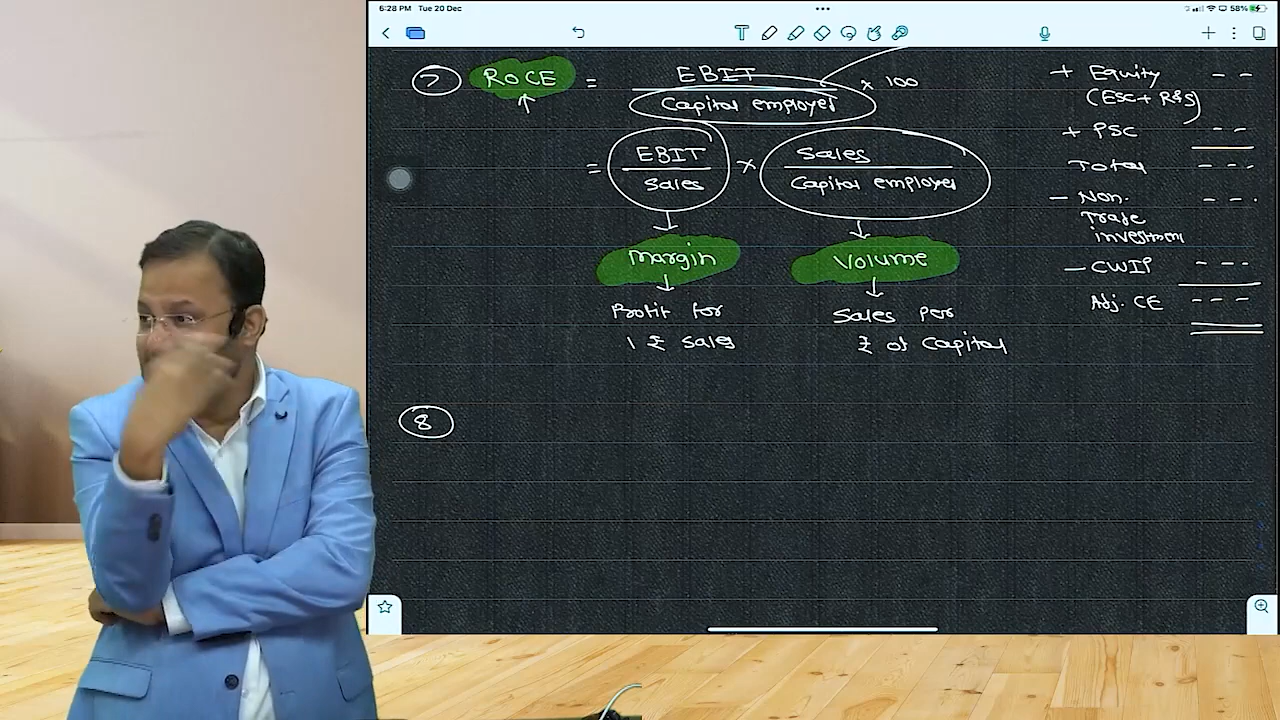 6:28 PM Tue 20 Dec
58%
7 ROCE = EBIT / Capital employed × 100
= EBIT / Sales × Sales / Capital employed
Margin
Volume
Profit for
1 ₹ Sales
Sales per
₹ of Capital
8
+ Equity - -
(ESC + R&S)
+ PSC - -
Total - - -
- Non. - - -
Trade
investment
- CWIP - - -
Adj. CE - - -